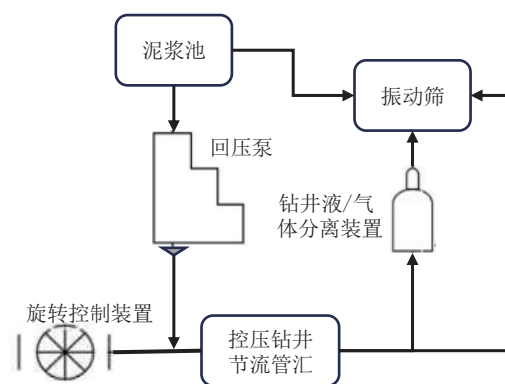 泥浆池
振动筛
回压泵
钻井液/气
体分离装置
旋转控制装置
控压钻井
节流管汇